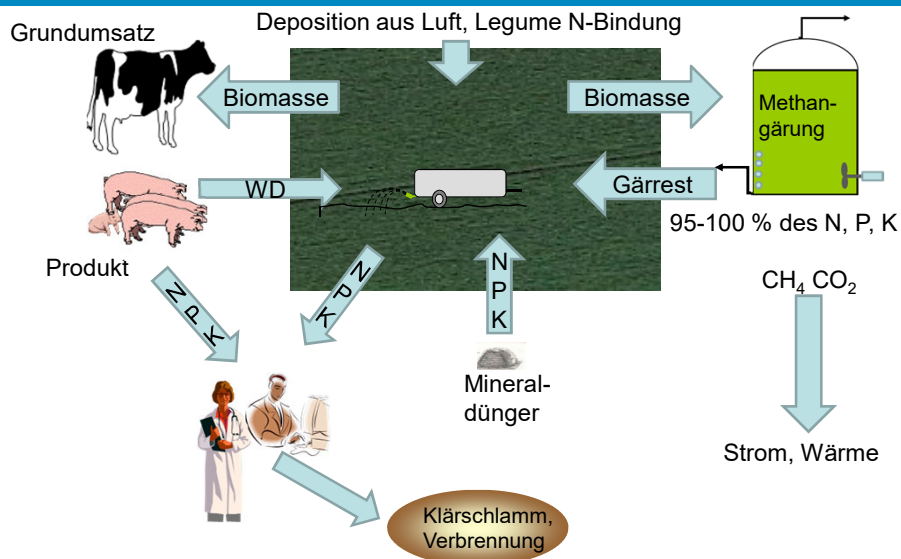 Deposition aus Luft, Legume N-Bindung
Grundumsatz
Biomasse
Biomasse
Methan-
gärung
WD
Gärrest
95-100 % des N, P, K
Produkt
N P K
N P K
N
P
K
CH₄ CO₂
Mineral-
dünger
Strom, Wärme
Klärschlamm,
Verbrennung